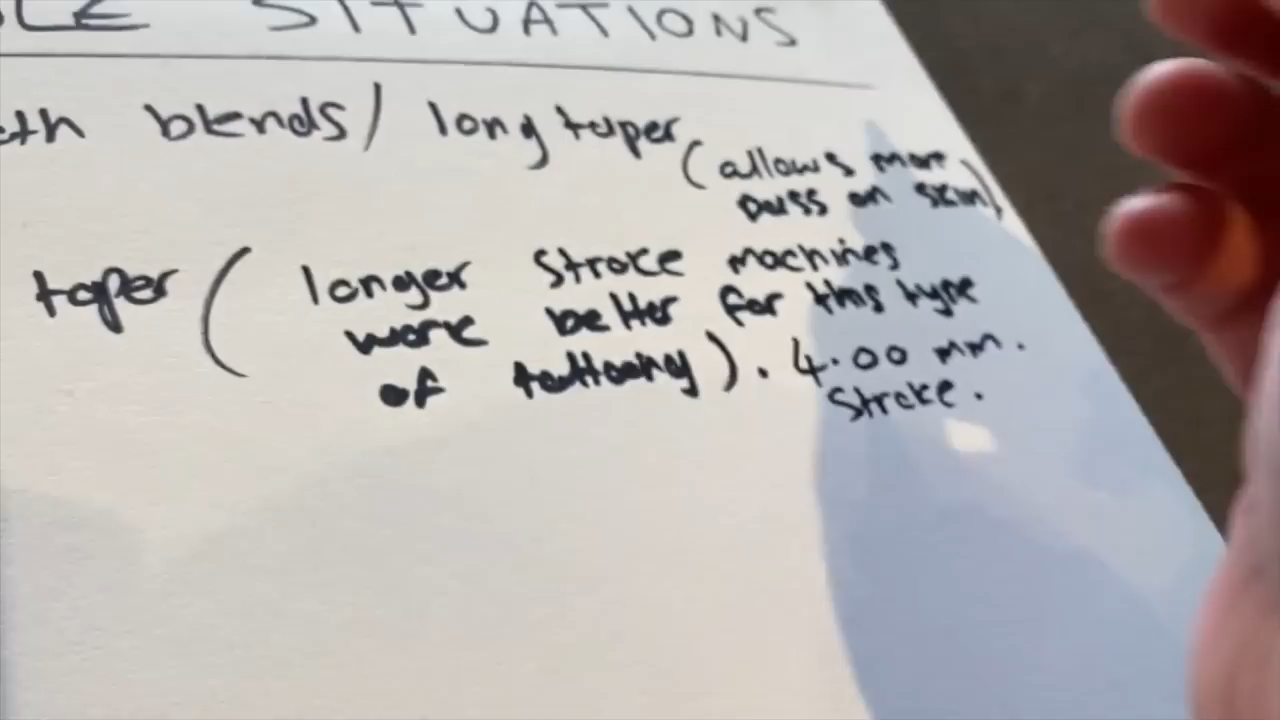 SITUATIONS
blends / long taper
(allows more
pass on skin)
taper ( longer stroke machines
work better for this type
of tattooing ) . 4.00 mm.
Stroke.